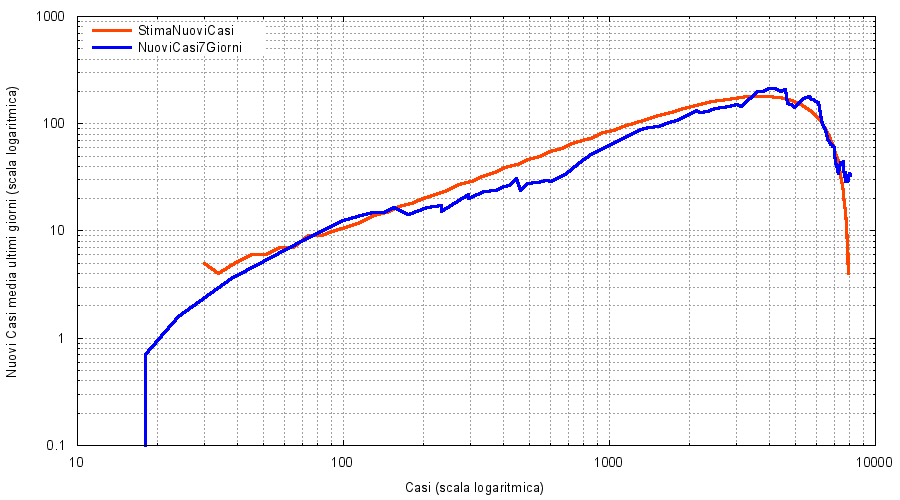 1000
StimaNuoviCasi
NuoviCasi7Giorni
100
10
1
0.1
Nuovi Casi media ultimi giorni (scala logaritmica)
10
100
1000
10000
Casi (scala logaritmica)